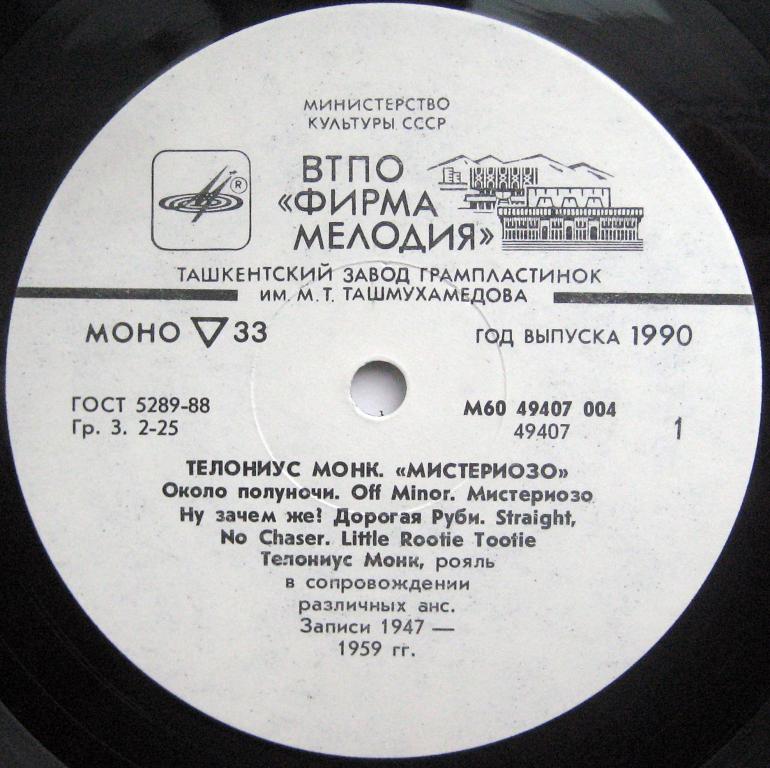 МИНИСТЕРСТВО
КУЛЬТУРЫ СССР
ВТПО
«ФИРМА
МЕЛОДИЯ»
®
ТАШКЕНТСКИЙ ЗАВОД ГРАМПЛАСТИНОК
ИМ. М. Т. ТАШМУХАМЕДОВА
МОНО 33
ГОД ВЫПУСКА 1990
ГОСТ 5289-88
Гр. 3. 2-25
М60 49407 004
49407
1
ТЕЛОНИУС МОНК. «МИСТЕРИОЗО»
Около полуночи. Off Minor. Мистериозо
Ну зачем же? Дорогая Руби. Straight,
No Chaser. Little Rootie Tootie
Телониус Монк, рояль
в сопровождении
различных анс.
Записи 1947 —
1959 гг.